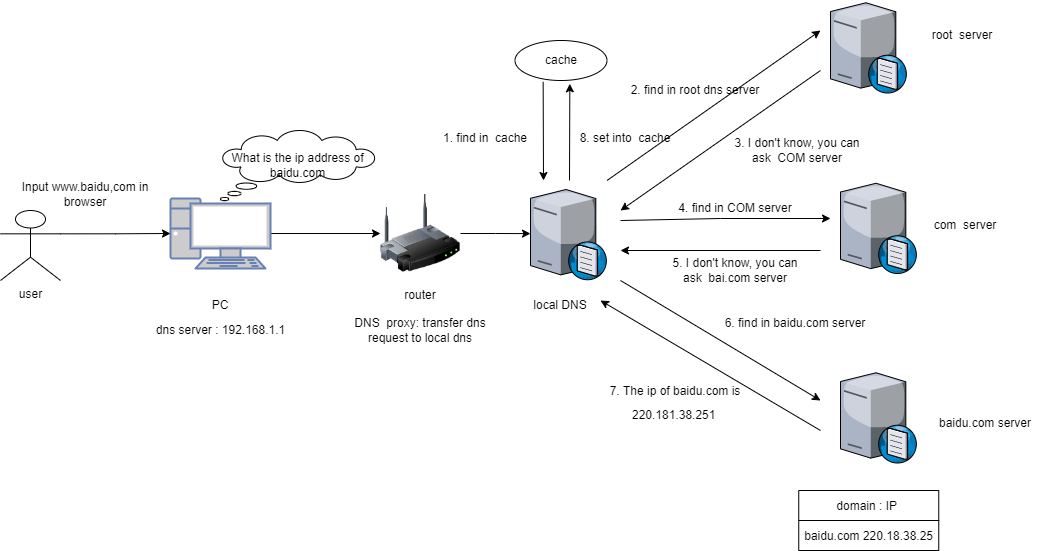 root server
cache
2. find in root dns server
1. find in cache
8. set into cache
3. I don't know, you can
ask COM server
What is the ip address of
baidu.com
Input www.baidu,com in
browser
4. find in COM server
com server
5. I don't know, you can
ask bai.com server
user
PC
router
local DNS
dns server : 192.168.1.1
DNS proxy: transfer dns
request to local dns
6. find in baidu.com server
7. The ip of baidu.com is
220.181.38.251
baidu.com server
domain : IP
baidu.com 220.18.38.25